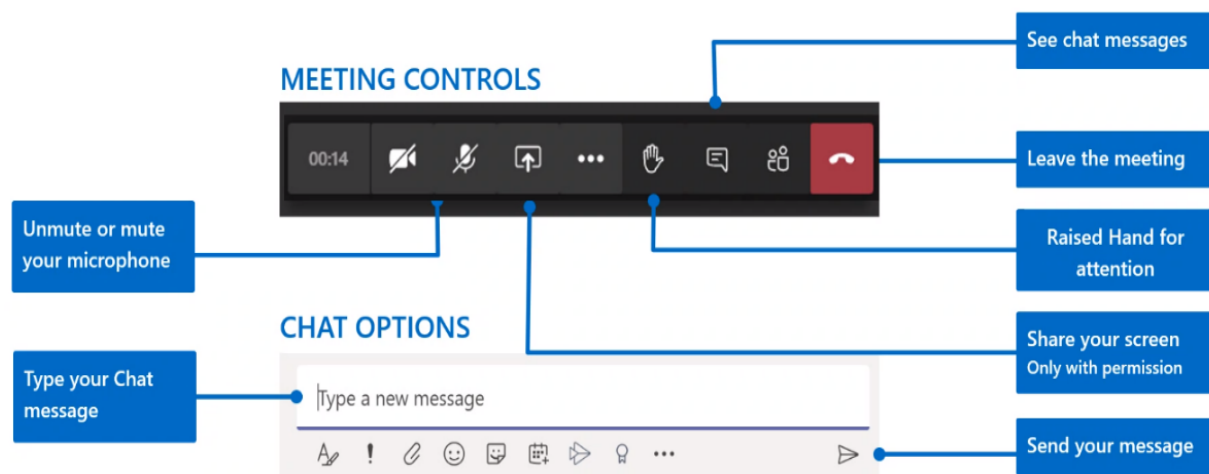 See chat messages
MEETING CONTROLS
00:14
Leave the meeting
Unmute or mute
your microphone
Raised Hand for
attention
CHAT OPTIONS
Share your screen
Only with permission
Type your Chat
message
Type a new message
Send your message